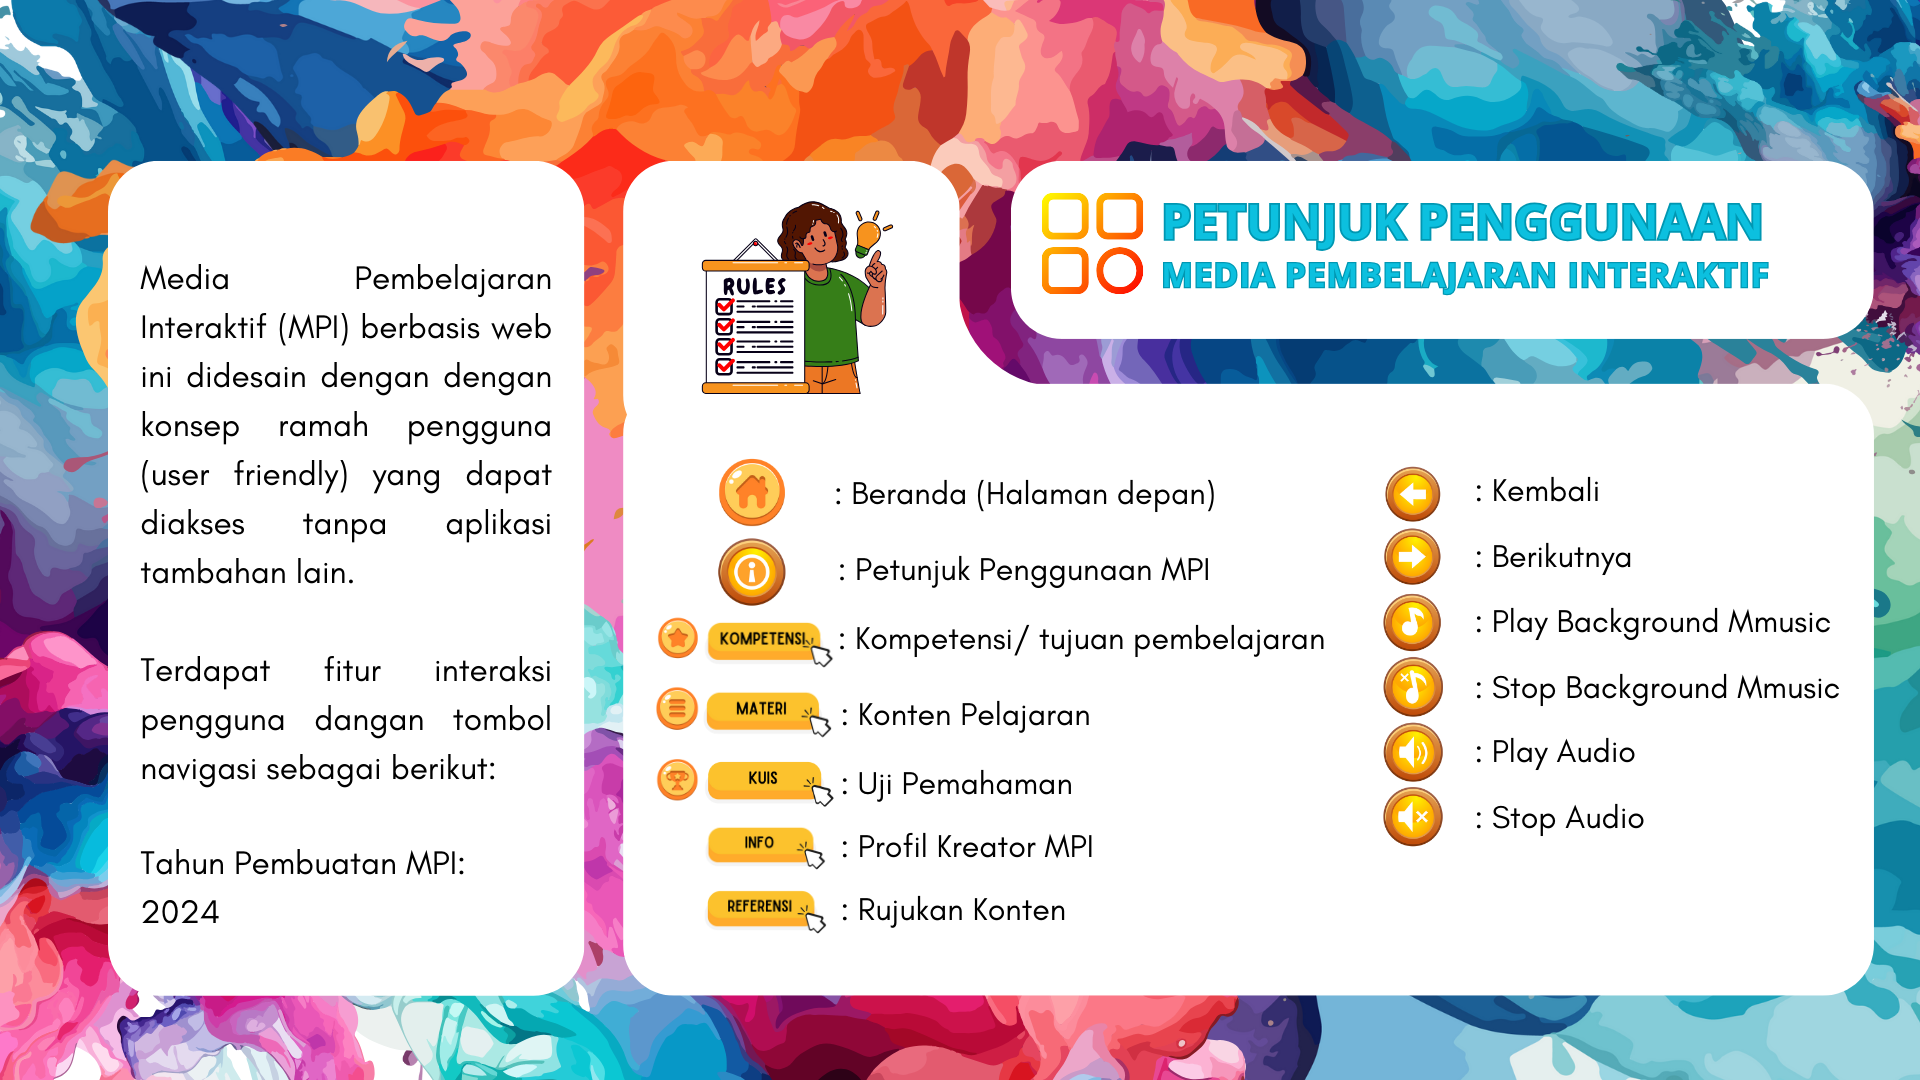 Media Pembelajaran
Interaktif (MPI) berbasis web
ini didesain dengan dengan
konsep ramah pengguna
(user friendly) yang dapat
diakses tanpa aplikasi
tambahan lain.
Terdapat fitur interaksi
pengguna dangan tombol
navigasi sebagai berikut:
Tahun Pembuatan MPI:
2024
RULES
PETUNJUK PENGGUNAAN
MEDIA PEMBELAJARAN INTERAKTIF
: Beranda (Halaman depan)
: Petunjuk Penggunaan MPI
KOMPETENSI : Kompetensi/ tujuan pembelajaran
MATERI : Konten Pelajaran
KUIS : Uji Pemahaman
INFO : Profil Kreator MPI
REFERENSI : Rujukan Konten
: Kembali
: Berikutnya
: Play Background Mmusic
: Stop Background Mmusic
: Play Audio
: Stop Audio